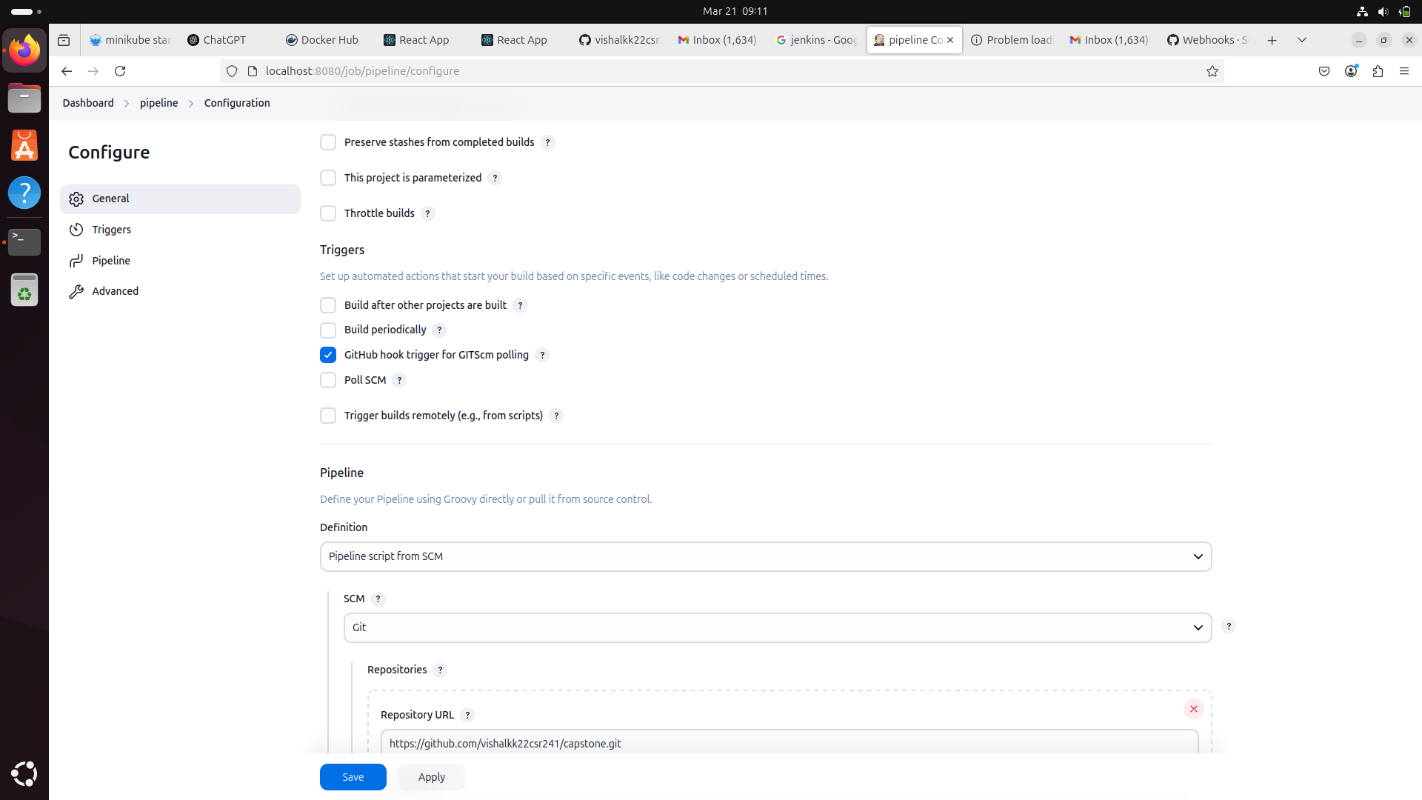 Mar 21 09:11
minikube star
ChatGPT
Docker Hub
React App
React App
vishalkk22csr2
Inbox (1,634)
jenkins - Goog
pipeline Co
Problem loadi
Inbox (1,634)
Webhooks · Se
localhost:8080/job/pipeline/configure
Dashboard
pipeline
Configuration
Configure
General
Triggers
Pipeline
Advanced
Preserve stashes from completed builds ?
This project is parameterized ?
Throttle builds ?
Triggers
Set up automated actions that start your build based on specific events, like code changes or scheduled times.
Build after other projects are built ?
Build periodically ?
GitHub hook trigger for GITScm polling ?
Poll SCM ?
Trigger builds remotely (e.g., from scripts) ?
Pipeline
Define your Pipeline using Groovy directly or pull it from source control.
Definition
Pipeline script from SCM
SCM ?
Git
?
Repositories ?
Repository URL ?
https://github.com/vishalkk22csr241/capstone.git
Save
Apply